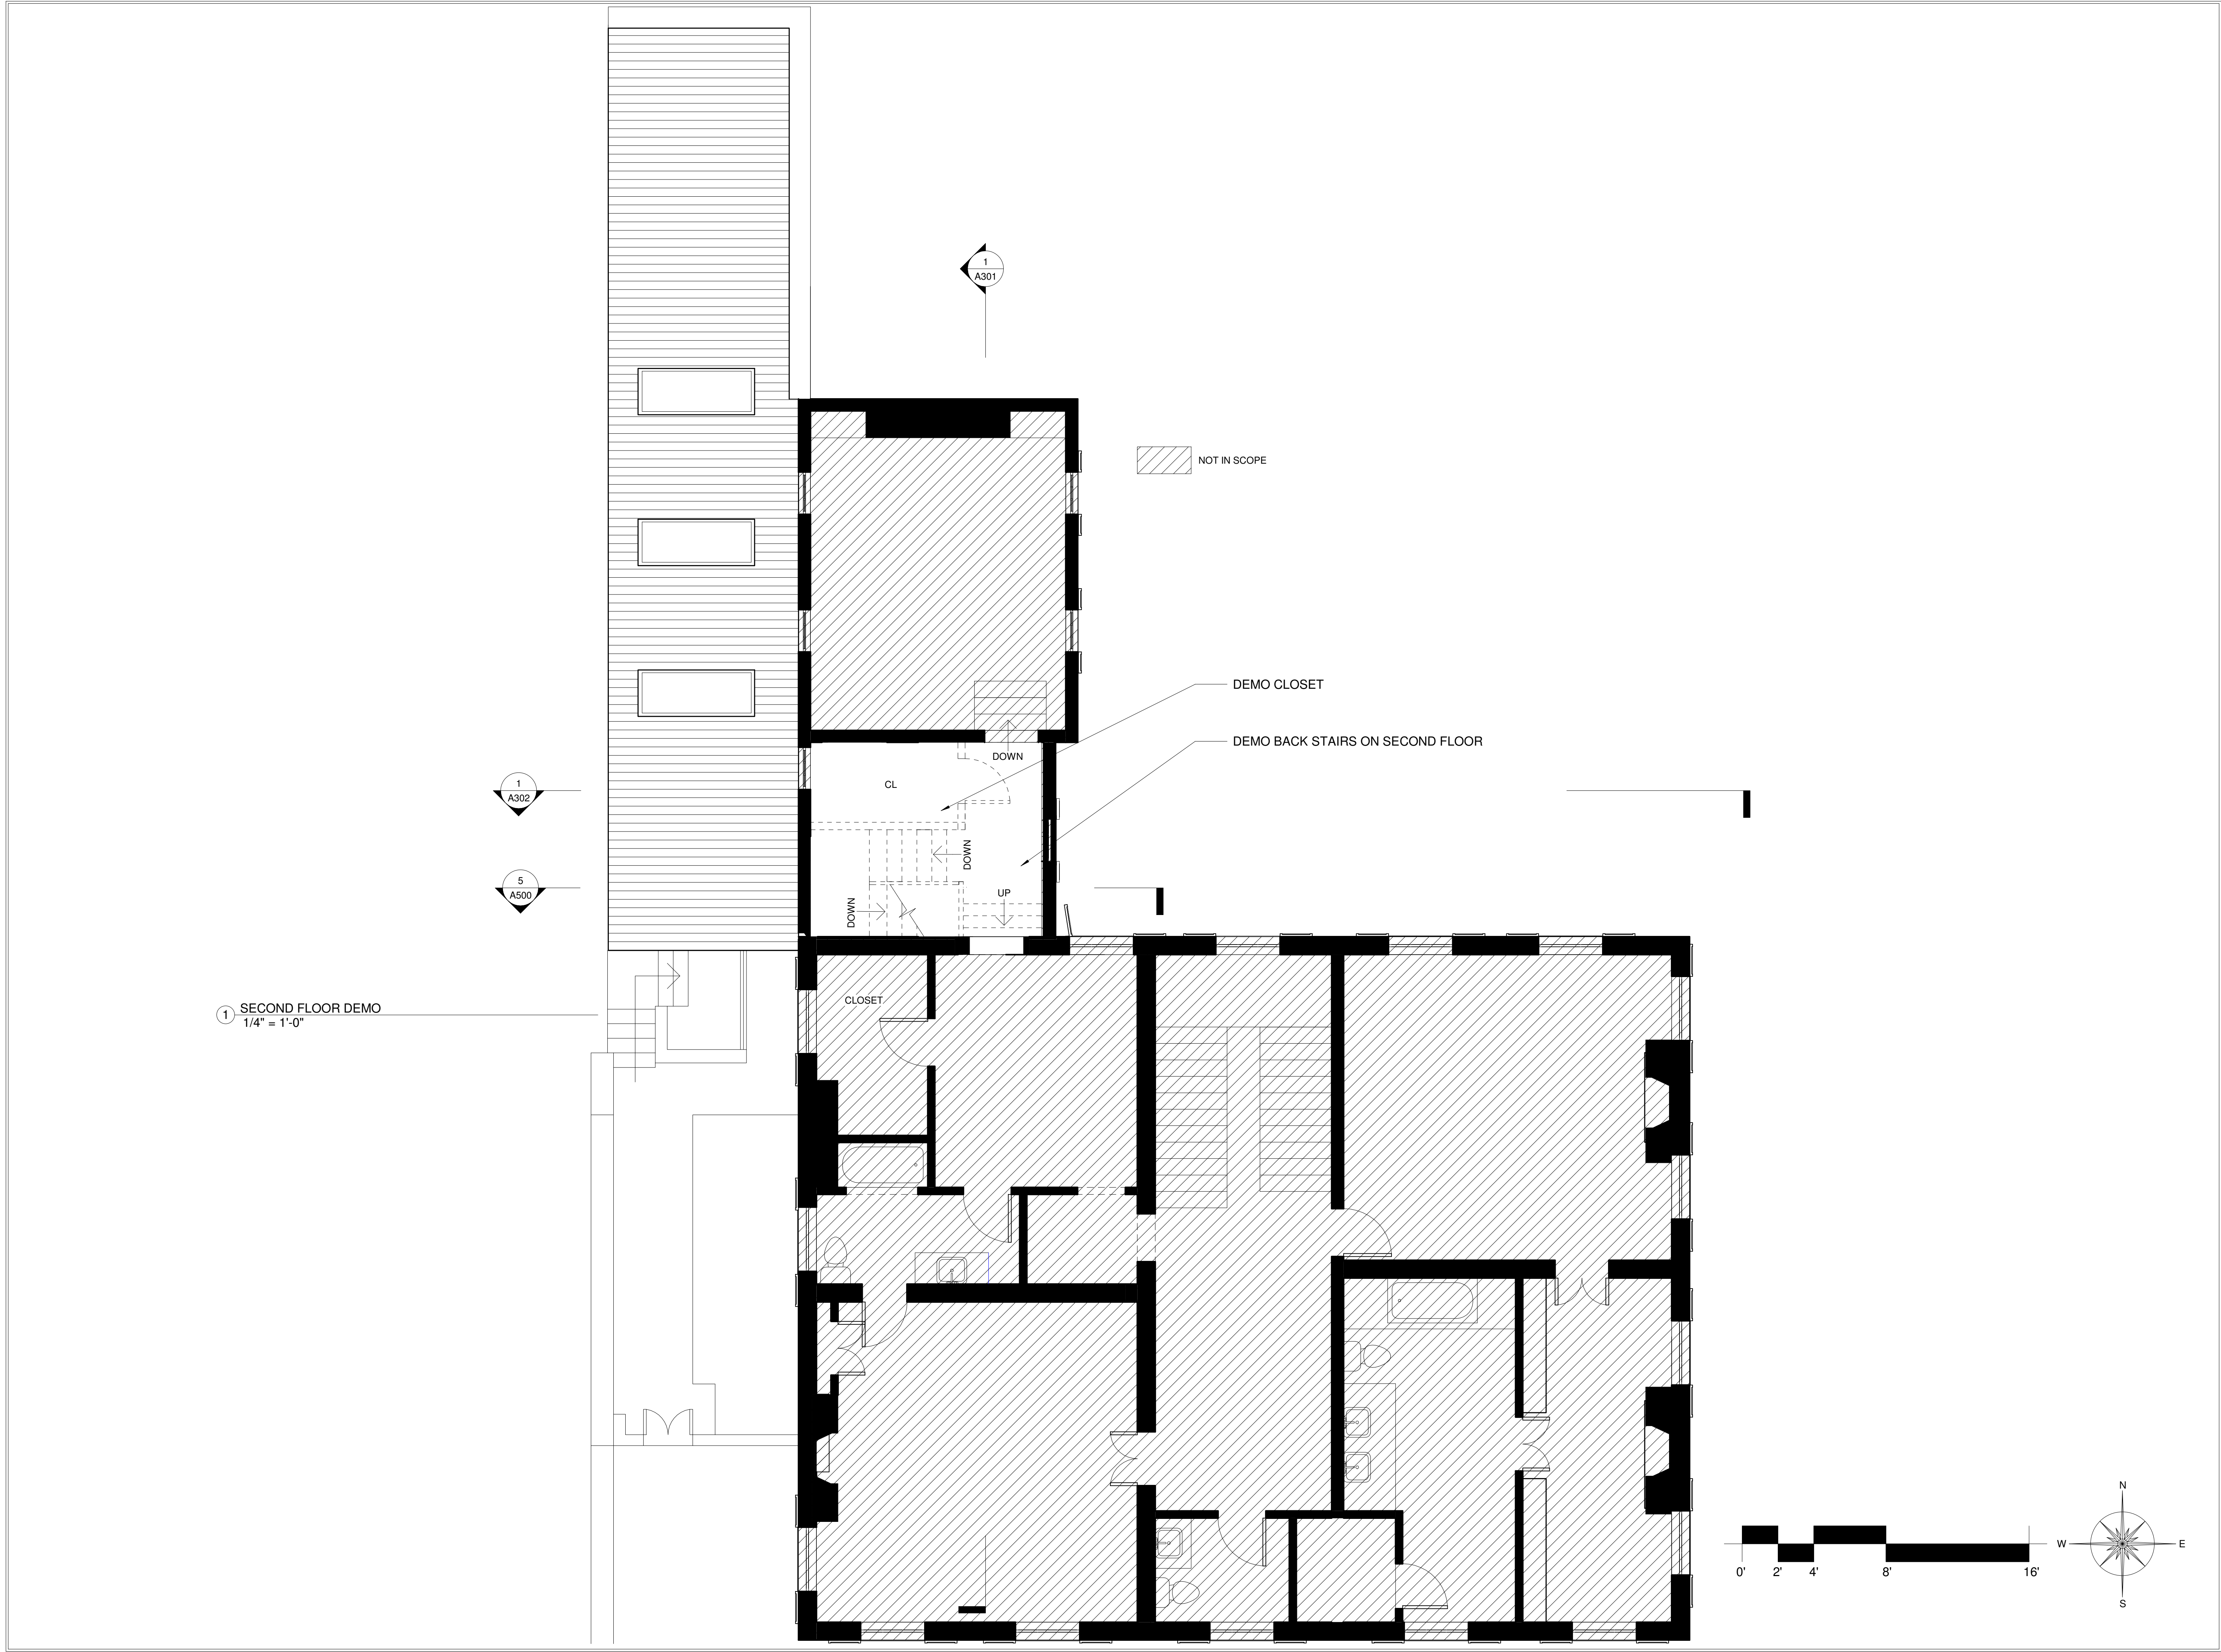 1
A301
NOT IN SCOPE
DEMO CLOSET
DEMO BACK STAIRS ON SECOND FLOOR
DOWN
CL
1
A302
DOWN
5
A500
UP
DOWN
CLOSET
1 SECOND FLOOR DEMO
1/4" = 1'-0"
N
W E
S
0' 2' 4' 8' 16'